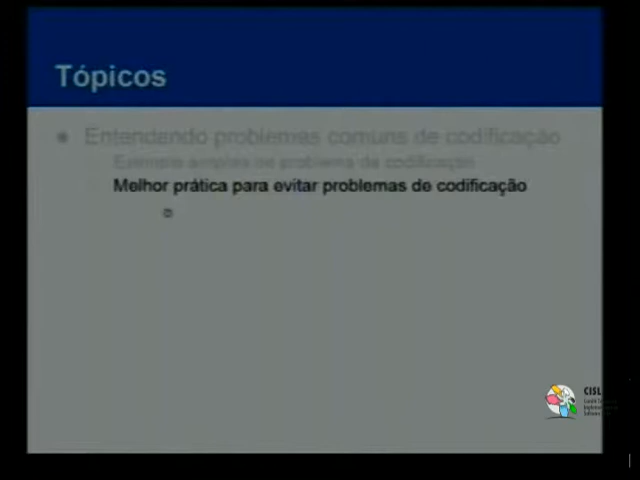 Tópicos
Entendendo problemas comuns de codificação
Exemplo simples de problema de codificação
Melhor prática para evitar problemas de codificação
CISL